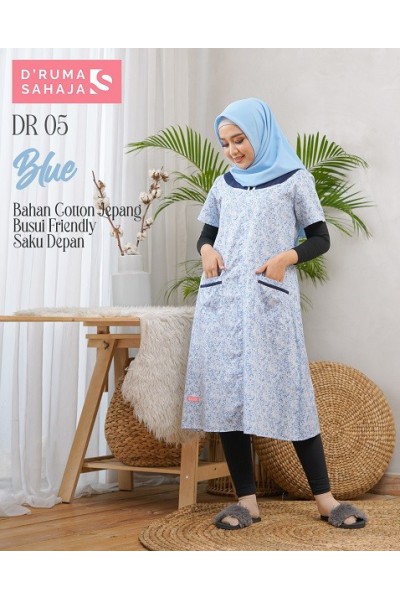 D'RUMA
SAHAJA
DR 05
Blue
Bahan Cotton Jepang
Busui Friendly
Saku Depan